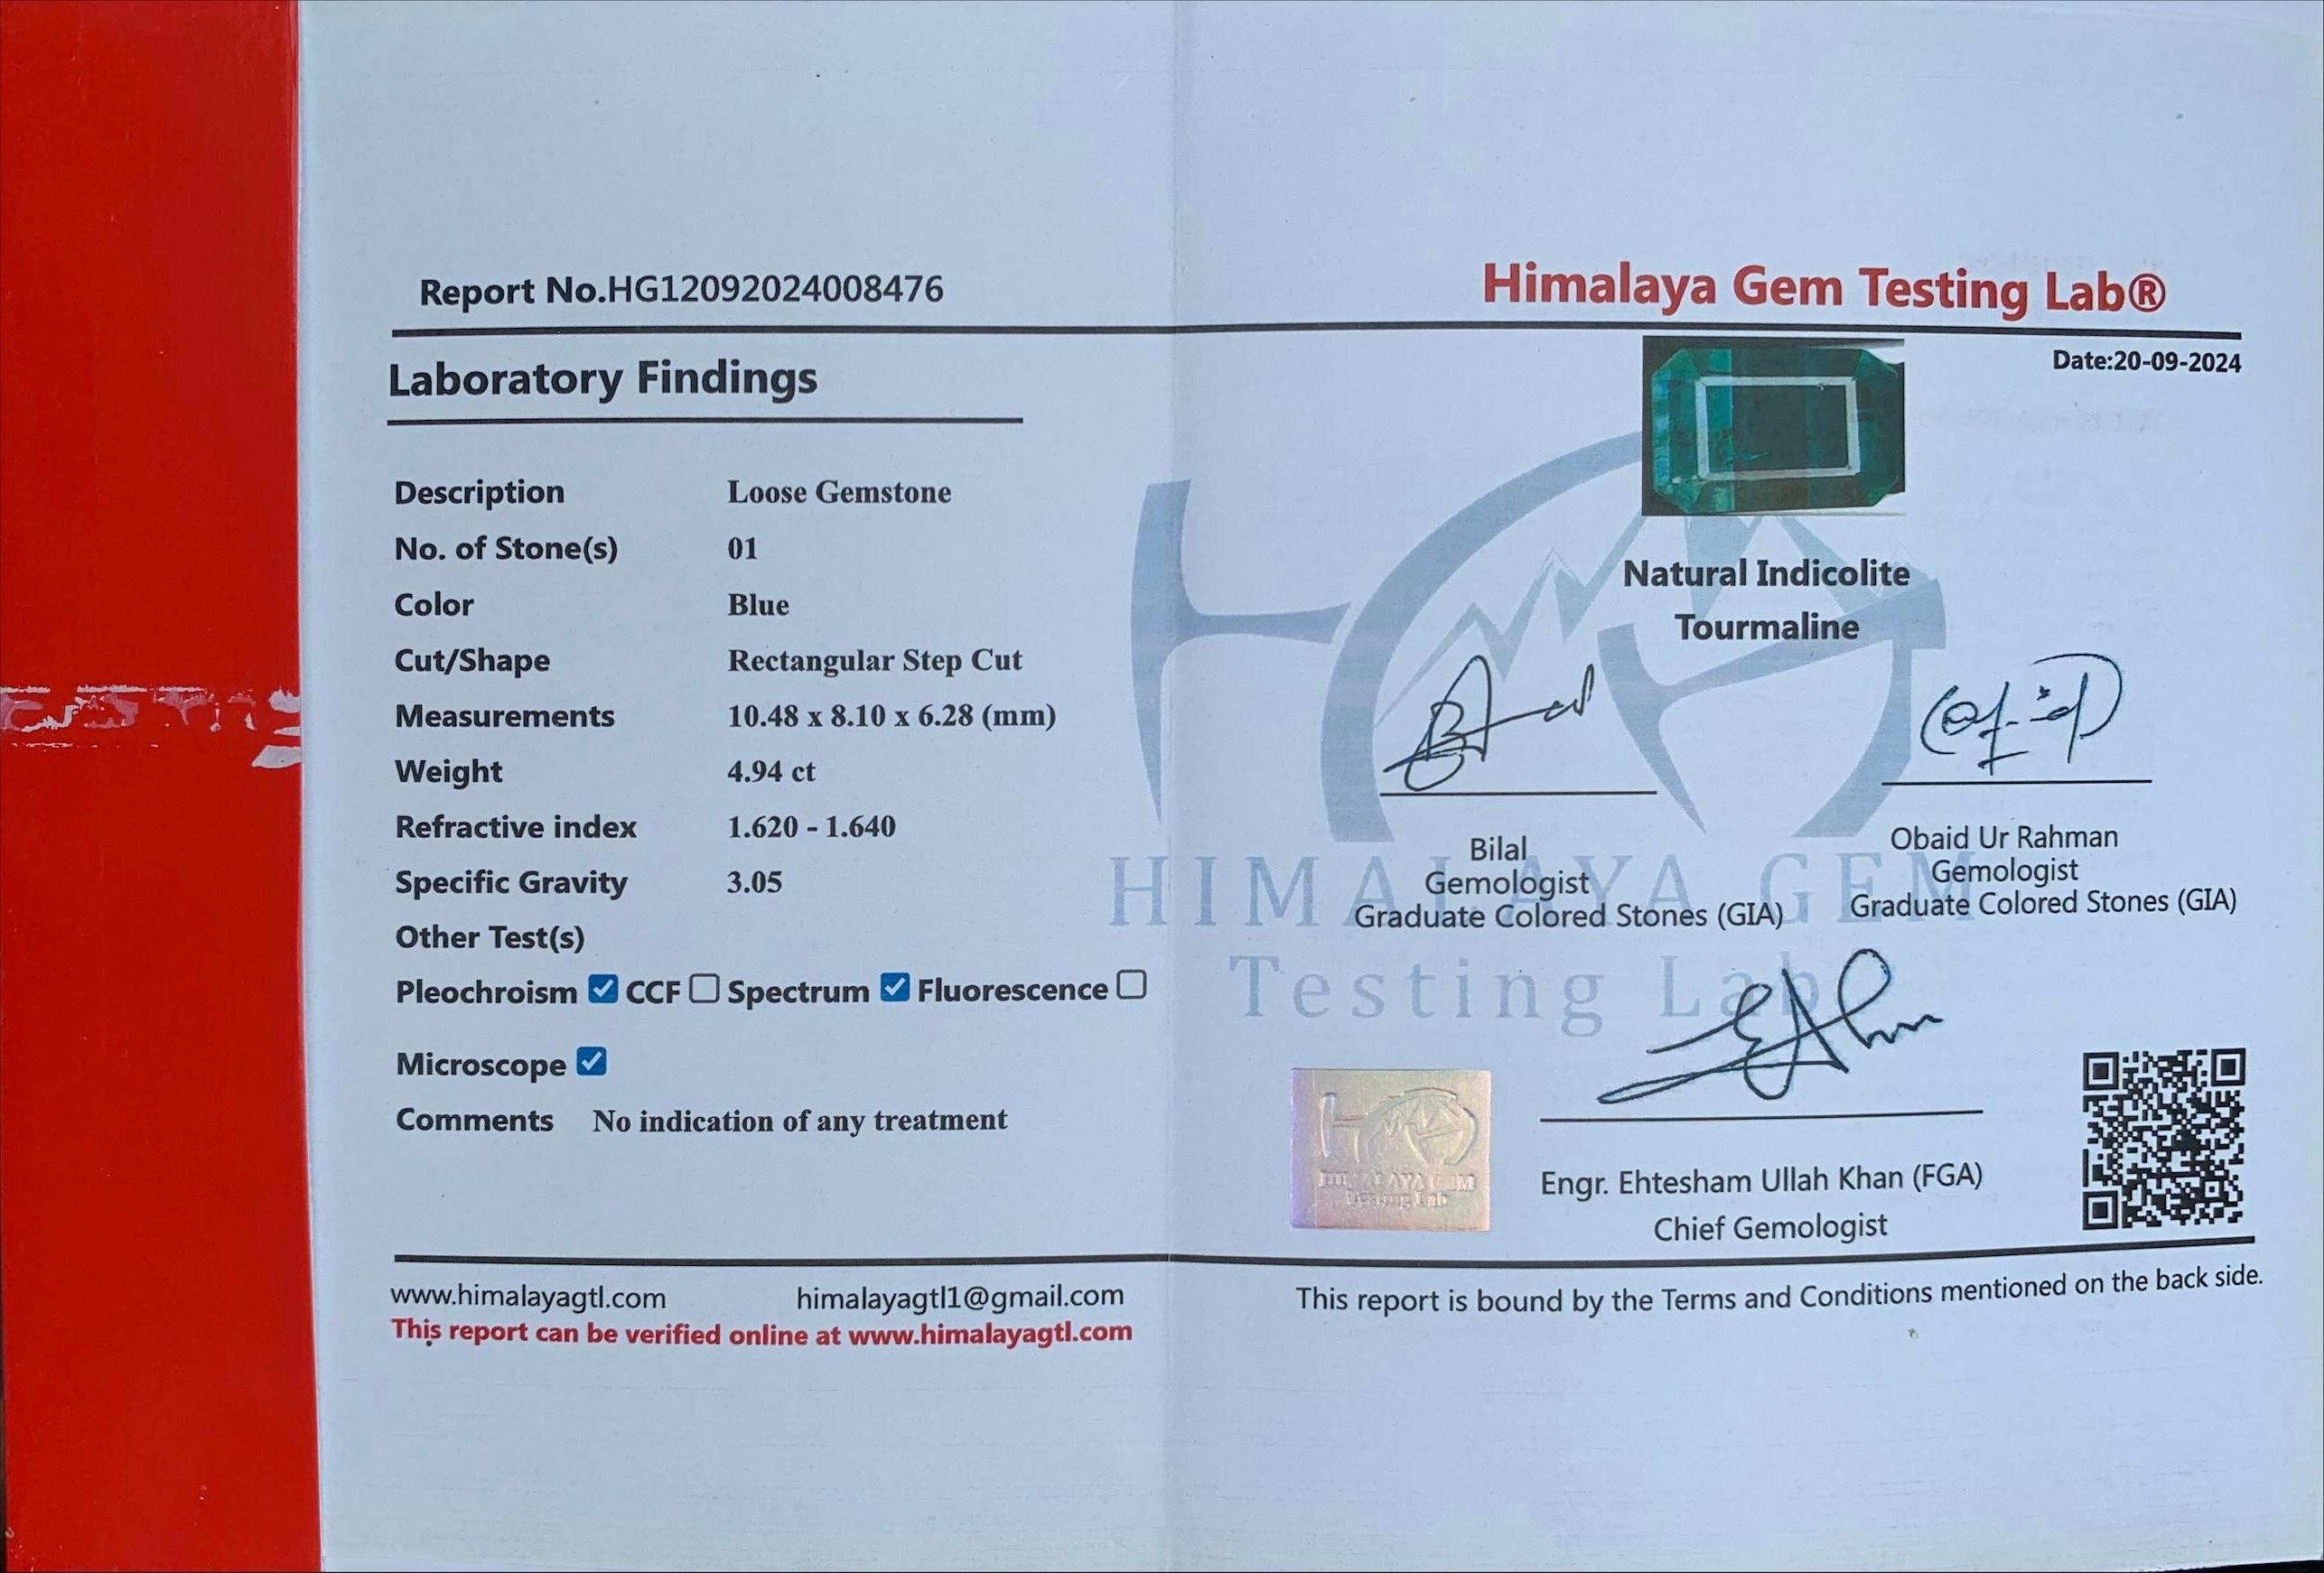 Report No.HG12092024008476
Himalaya Gem Testing Lab®
Date:20-09-2024
Laboratory Findings
Description Loose Gemstone
No. of Stone(s) 01
Color Blue
Cut/Shape Rectangular Step Cut
Measurements 10.48 x 8.10 x 6.28 (mm)
Weight 4.94 ct
Refractive index 1.620 - 1.640
Specific Gravity 3.05
Other Test(s)
Pleochroism CCF Spectrum Fluorescence
Microscope
Comments No indication of any treatment
Natural Indicolite
Tourmaline
Bilal
Gemologist
Graduate Colored Stones (GIA)
Obaid Ur Rahman
Gemologist
Graduate Colored Stones (GIA)
HIMALAYA GEM
Testing Lab
HIMALAYA GEM
Testing Lab
Engr. Ehtesham Ullah Khan (FGA)
Chief Gemologist
www.himalayagtl.com himalayagtl1@gmail.com
This report can be verified online at www.himalayagtl.com
This report is bound by the Terms and Conditions mentioned on the back side.